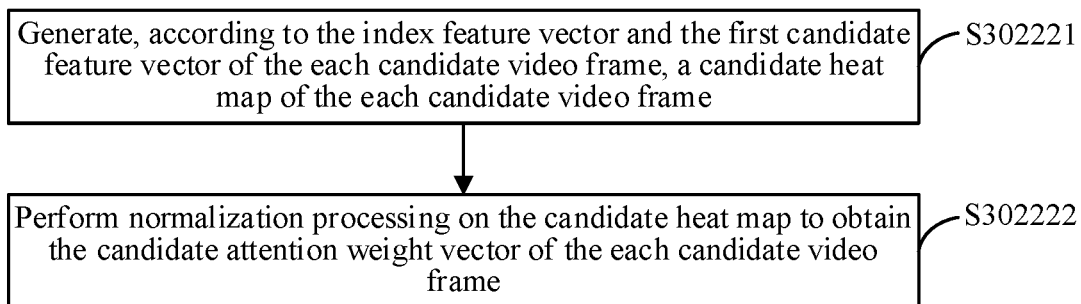 Generate, according to the index feature vector and the first candidate
feature vector of the each candidate video frame, a candidate heat
map of the each candidate video frame
S302221
Perform normalization processing on the candidate heat map to obtain
the candidate attention weight vector of the each candidate video
frame
S302222